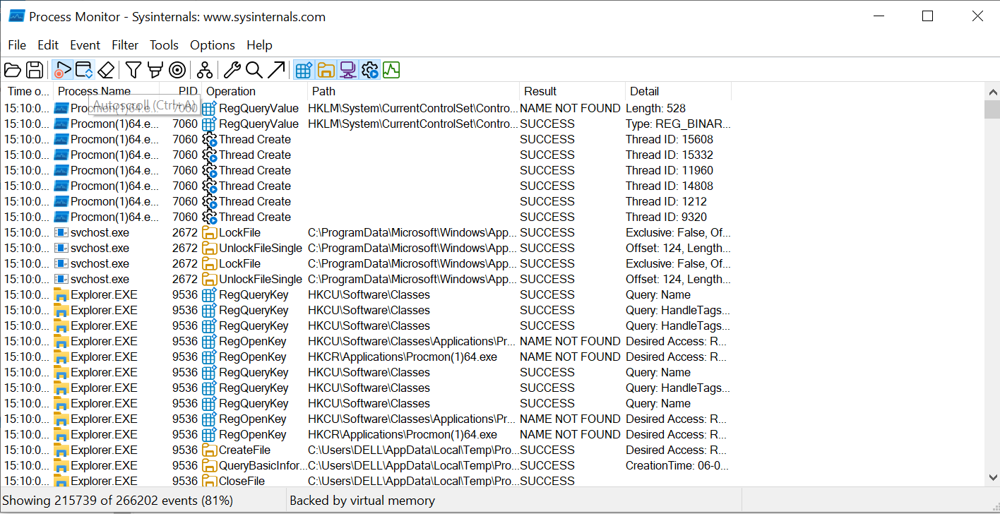 Process Monitor - Sysinternals: www.sysinternals.com
File Edit Event Filter Tools Options Help
Time o... Process Name PID Operation Path Result Detail
Autoscroll (Ctrl+A)
15:10:0... Procmon(1)64.e... 7060 RegQueryValue HKLM\System\CurrentControlSet\Contro... NAME NOT FOUND Length: 528
15:10:0... Procmon(1)64.e... 7060 RegQueryValue HKLM\System\CurrentControlSet\Contro... SUCCESS Type: REG_BINAR...
15:10:0... Procmon(1)64.e... 7060 Thread Create SUCCESS Thread ID: 15608
15:10:0... Procmon(1)64.e... 7060 Thread Create SUCCESS Thread ID: 15332
15:10:0... Procmon(1)64.e... 7060 Thread Create SUCCESS Thread ID: 11960
15:10:0... Procmon(1)64.e... 7060 Thread Create SUCCESS Thread ID: 14808
15:10:0... Procmon(1)64.e... 7060 Thread Create SUCCESS Thread ID: 1212
15:10:0... Procmon(1)64.e... 7060 Thread Create SUCCESS Thread ID: 9320
15:10:0... svchost.exe 2672 LockFile C:\ProgramData\Microsoft\Windows\App... SUCCESS Exclusive: False, Of...
15:10:0... svchost.exe 2672 UnlockFileSingle C:\ProgramData\Microsoft\Windows\App... SUCCESS Offset: 124, Length...
15:10:0... svchost.exe 2672 LockFile C:\ProgramData\Microsoft\Windows\App... SUCCESS Exclusive: False, Of...
15:10:0... svchost.exe 2672 UnlockFileSingle C:\ProgramData\Microsoft\Windows\App... SUCCESS Offset: 124, Length...
15:10:0... Explorer.EXE 9536 RegQueryKey HKCU\Software\Classes SUCCESS Query: Name
15:10:0... Explorer.EXE 9536 RegQueryKey HKCU\Software\Classes SUCCESS Query: HandleTags...
15:10:0... Explorer.EXE 9536 RegQueryKey HKCU\Software\Classes SUCCESS Query: HandleTags...
15:10:0... Explorer.EXE 9536 RegOpenKey HKCU\Software\Classes\Applications\Pr... NAME NOT FOUND Desired Access: R...
15:10:0... Explorer.EXE 9536 RegOpenKey HKCR\Applications\Procmon(1)64.exe NAME NOT FOUND Desired Access: R...
15:10:0... Explorer.EXE 9536 RegQueryKey HKCU\Software\Classes SUCCESS Query: Name
15:10:0... Explorer.EXE 9536 RegQueryKey HKCU\Software\Classes SUCCESS Query: HandleTags...
15:10:0... Explorer.EXE 9536 RegQueryKey HKCU\Software\Classes SUCCESS Query: Name
15:10:0... Explorer.EXE 9536 RegOpenKey HKCU\Software\Classes\Applications\Pr... NAME NOT FOUND Desired Access: R...
15:10:0... Explorer.EXE 9536 RegOpenKey HKCR\Applications\Procmon(1)64.exe NAME NOT FOUND Desired Access: R...
15:10:0... Explorer.EXE 9536 CreateFile C:\Users\DELL\AppData\Local\Temp\Pro... SUCCESS Desired Access: R...
15:10:0... Explorer.EXE 9536 QueryBasicInfor... C:\Users\DELL\AppData\Local\Temp\Pro... SUCCESS CreationTime: 06-0...
15:10:0... Explorer.EXE 9536 CloseFile C:\Users\DELL\AppData\Local\Temp\Pro... SUCCESS
Showing 215739 of 266202 events (81%) Backed by virtual memory